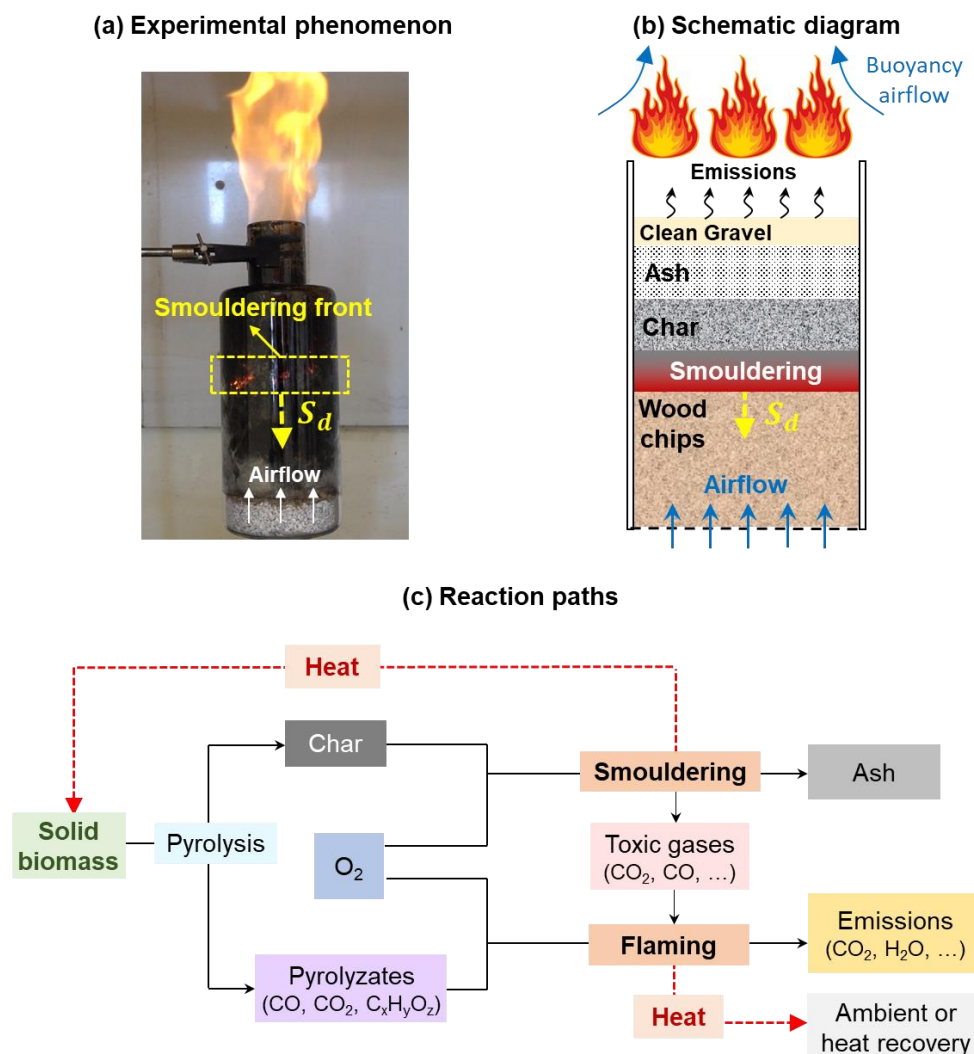 (a) Experimental phenomenon
Smouldering front
S_d
Airflow
(b) Schematic diagram
Buoyancy
airflow
Emissions
Clean Gravel
Ash
Char
Smouldering
Wood
chips
S_d
Airflow
(c) Reaction paths
Heat
Char
Smouldering
Ash
Solid
biomass
Pyrolysis
O₂
Toxic gases
(CO₂, CO, ...)
Flaming
Emissions
(CO₂, H₂O, ...)
Pyrolyzates
(CO, CO₂, CₓHᵧO_z)
Heat
Ambient or
heat recovery